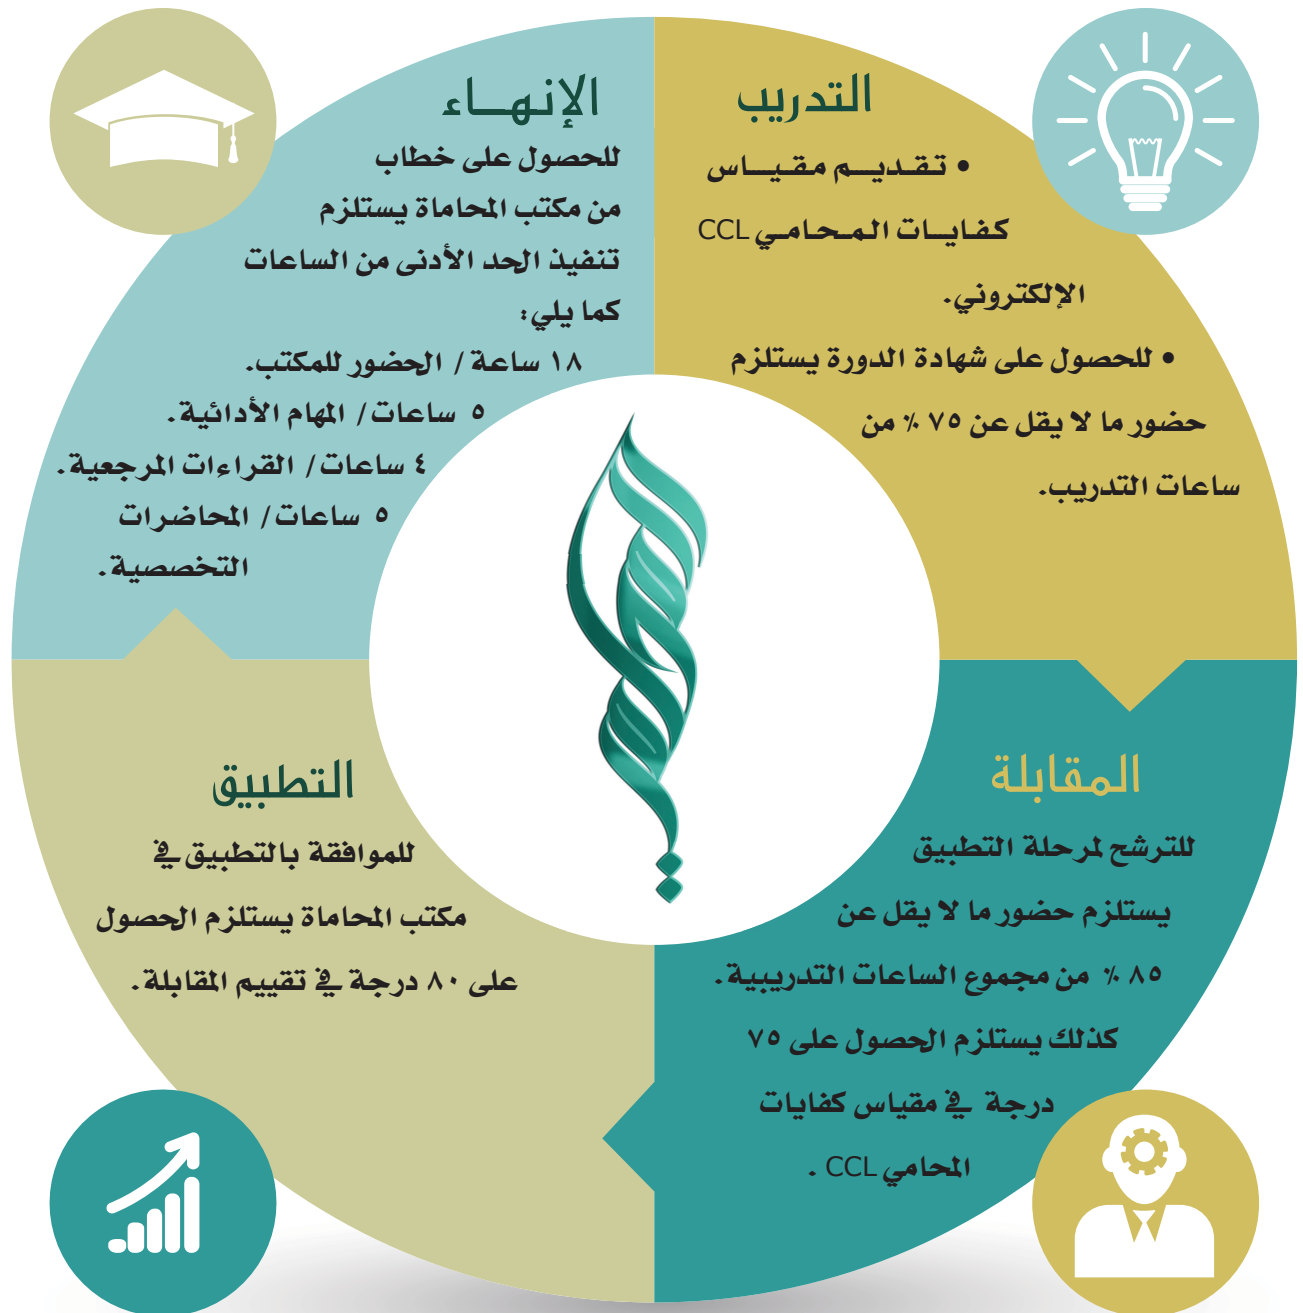 التدريب
• تقديم مقياس
كفايات المحامي CCL
الإلكتروني.
• للحصول على شهادة الدورة يستلزم
حضور ما لا يقل عن ٧٥ % من
ساعات التدريب.
المقابلة
للترشح لمرحلة التطبيق
يستلزم حضور ما لا يقل عن
٨٥ % من مجموع الساعات التدريبية.
كذلك يستلزم الحصول على ٧٥
درجة في مقياس كفايات
المحامي CCL .
التطبيق
للموافقة بالتطبيق في
مكتب المحاماة يستلزم الحصول
على ٨٠ درجة في تقييم المقابلة.
الإنهاء
للحصول على خطاب
من مكتب المحاماة يستلزم
تنفيذ الحد الأدنى من الساعات
كما يلي:
١٨ ساعة / الحضور للمكتب.
٥ ساعات/ المهام الأدائية.
٤ ساعات/ القراءات المرجعية.
٥ ساعات/ المحاضرات
التخصصية.